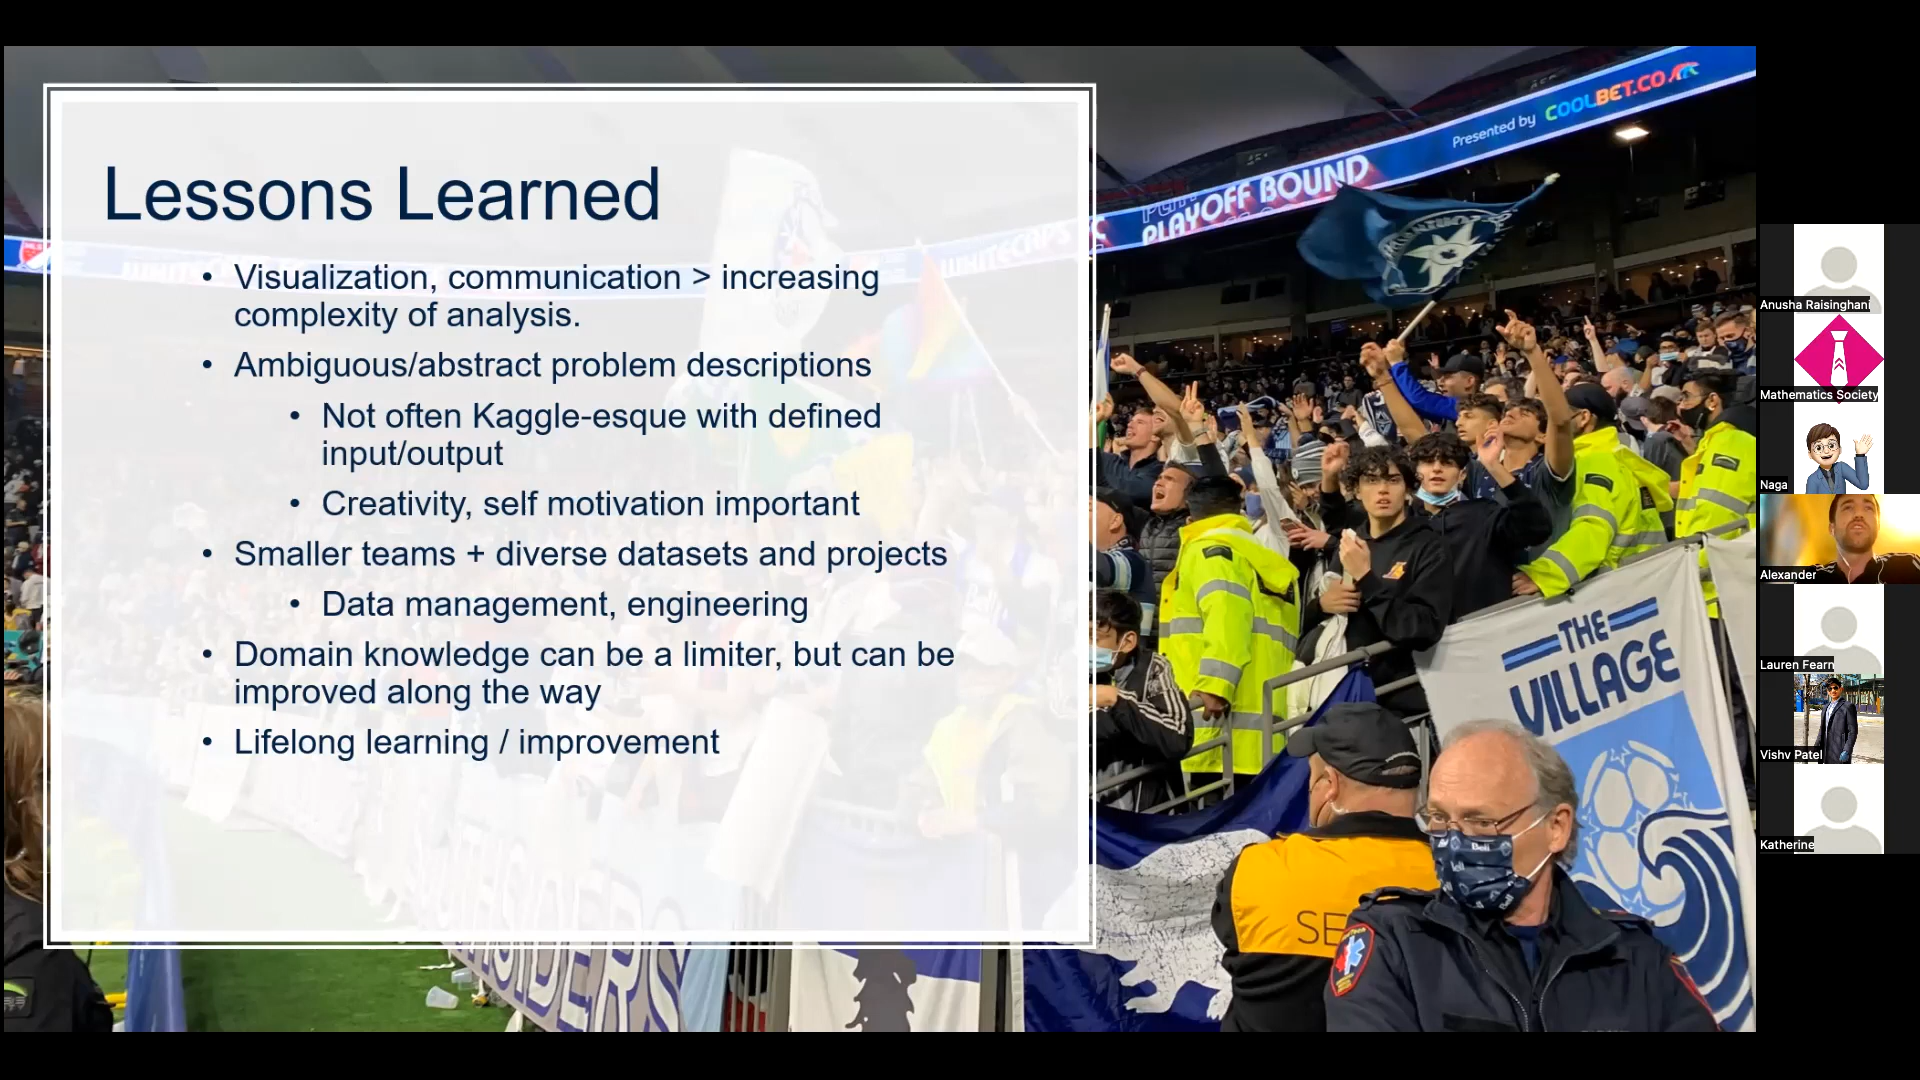 Lessons Learned
• Visualization, communication > increasing
complexity of analysis.
• Ambiguous/abstract problem descriptions
• Not often Kaggle-esque with defined
input/output
• Creativity, self motivation important
• Smaller teams + diverse datasets and projects
• Data management, engineering
• Domain knowledge can be a limiter, but can be
improved along the way
• Lifelong learning / improvement
WHITECAPS
Presented by COOLBET.CO
PLAYOFF BOUND
THE
VILLAGE
Bell
SE
Anusha Raisinghani
Mathematics Society
Naga
Alexander
Lauren Fearn
Vishv Patel
Katherine